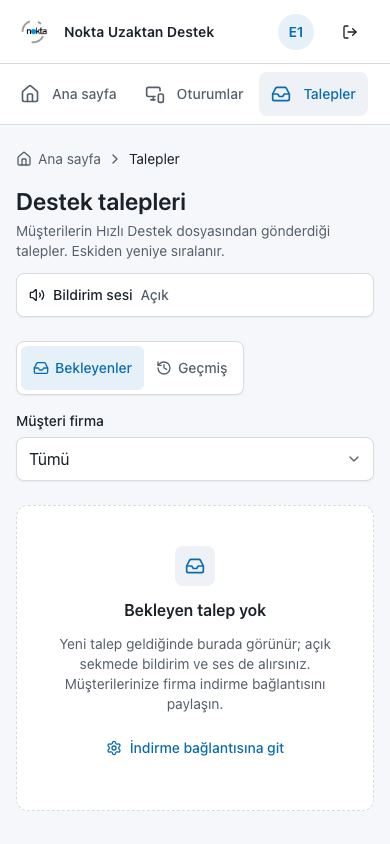 nokta
Nokta Uzaktan Destek
E1
Ana sayfa
Oturumlar
Talepler
Ana sayfa
Talepler
Destek talepleri
Müşterilerin Hızlı Destek dosyasından gönderdiği
talepler. Eskiden yeniye sıralanır.
Bildirim sesi Açık
Bekleyenler
Geçmiş
Müşteri firma
Tümü
Bekleyen talep yok
Yeni talep geldiğinde burada görünür; açık
sekmede bildirim ve ses de alırsınız.
Müşterilerinize firma indirme bağlantısını
paylaşın.
İndirme bağlantısına git